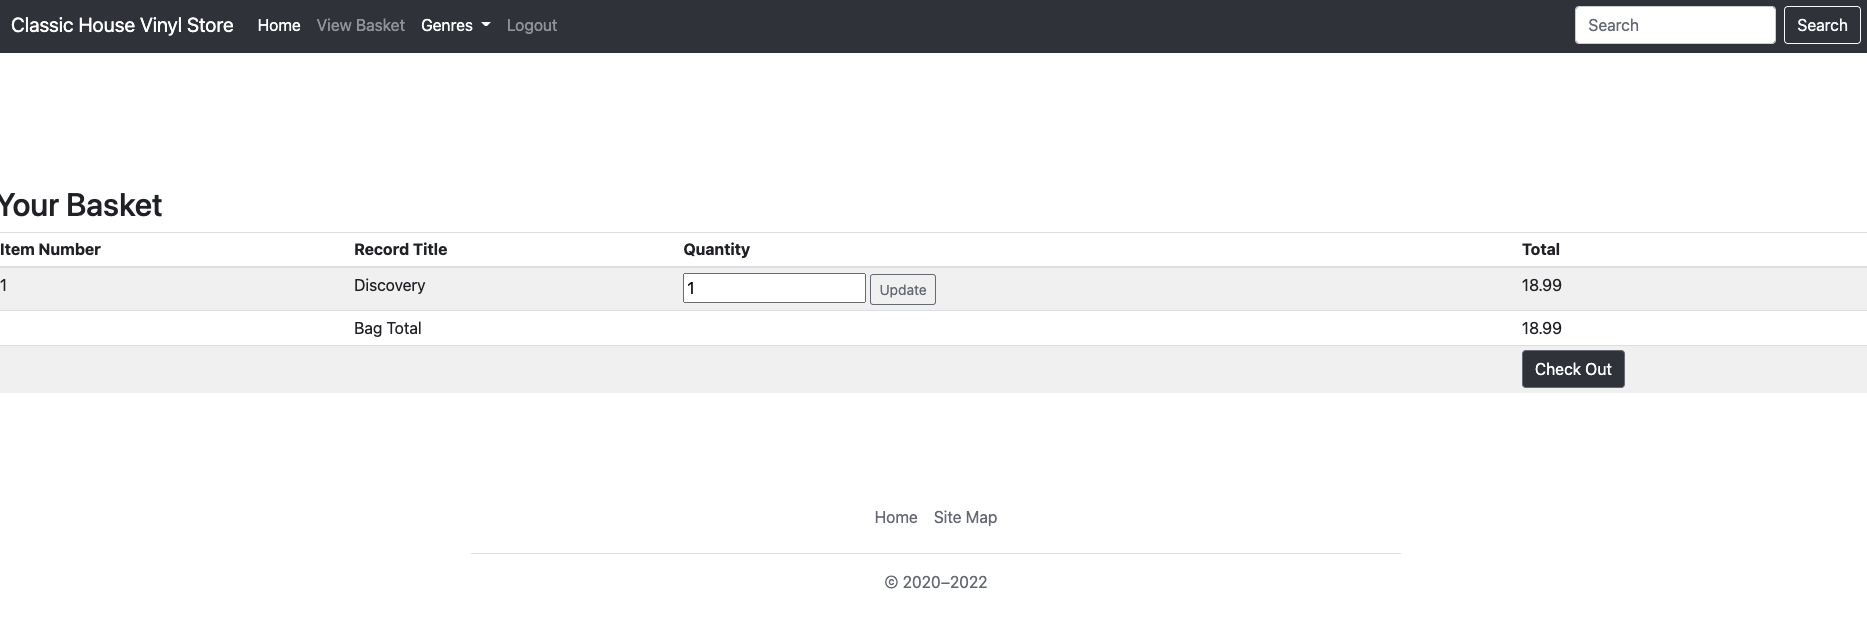 Classic House Vinyl Store Home View Basket Genres Logout Search Search
Your Basket
Item Number Record Title Quantity Total
1 Discovery 1 Update 18.99
Bag Total 18.99
Check Out
Home Site Map
© 2020–2022